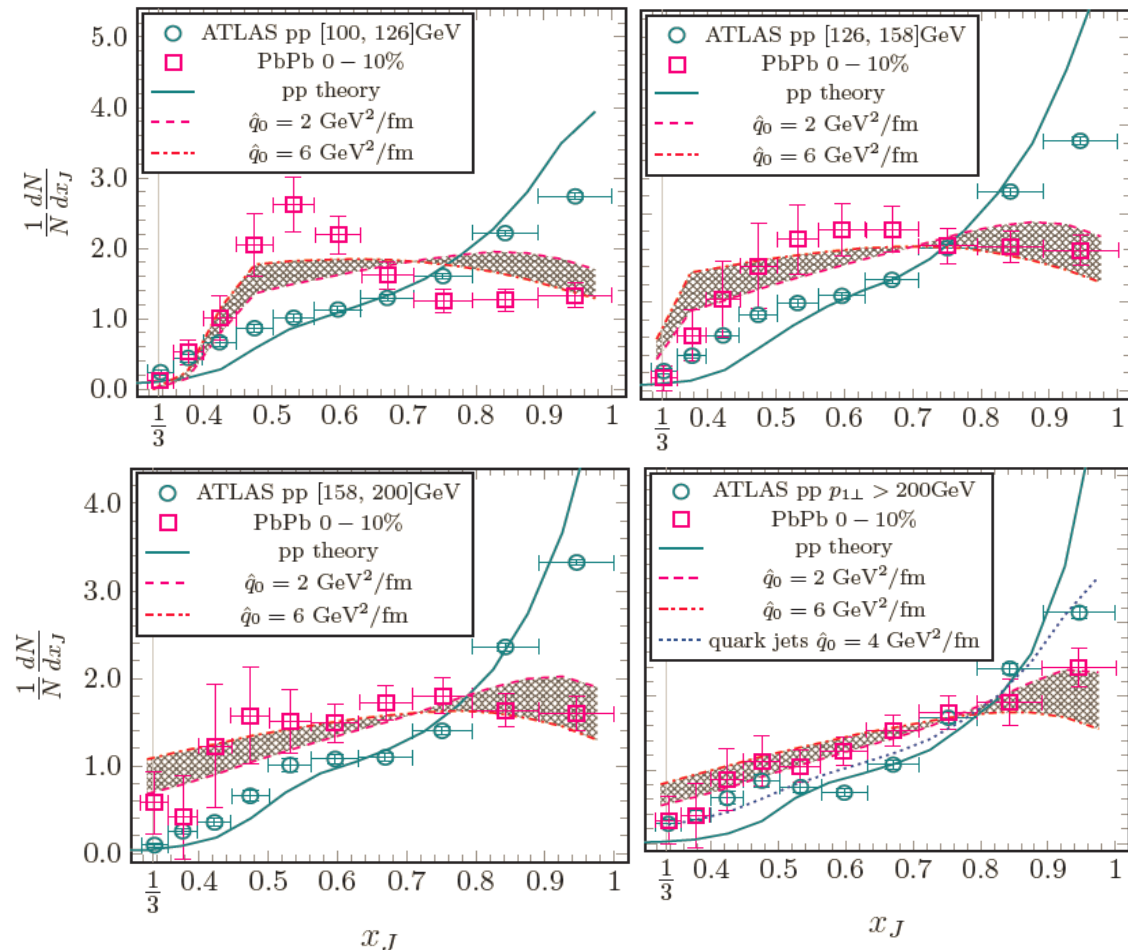 ATLAS pp [100, 126]GeV
PbPb 0 − 10%
pp theory
q̂₀ = 2 GeV²/fm
q̂₀ = 6 GeV²/fm
5.0
4.0
3.0
2.0
1.0
0.0
1/N dN/dx_J
1/3 0.4 0.5 0.6 0.7 0.8 0.9 1
ATLAS pp [126, 158]GeV
PbPb 0 − 10%
pp theory
q̂₀ = 2 GeV²/fm
q̂₀ = 6 GeV²/fm
1/3 0.4 0.5 0.6 0.7 0.8 0.9 1
ATLAS pp [158, 200]GeV
PbPb 0 − 10%
pp theory
q̂₀ = 2 GeV²/fm
q̂₀ = 6 GeV²/fm
4.0
3.0
2.0
1.0
0.0
1/N dN/dx_J
1/3 0.4 0.5 0.6 0.7 0.8 0.9 1
x_J
ATLAS pp p₁⊥ > 200GeV
PbPb 0 − 10%
pp theory
q̂₀ = 2 GeV²/fm
q̂₀ = 6 GeV²/fm
quark jets q̂₀ = 4 GeV²/fm
1/3 0.4 0.5 0.6 0.7 0.8 0.9 1
x_J